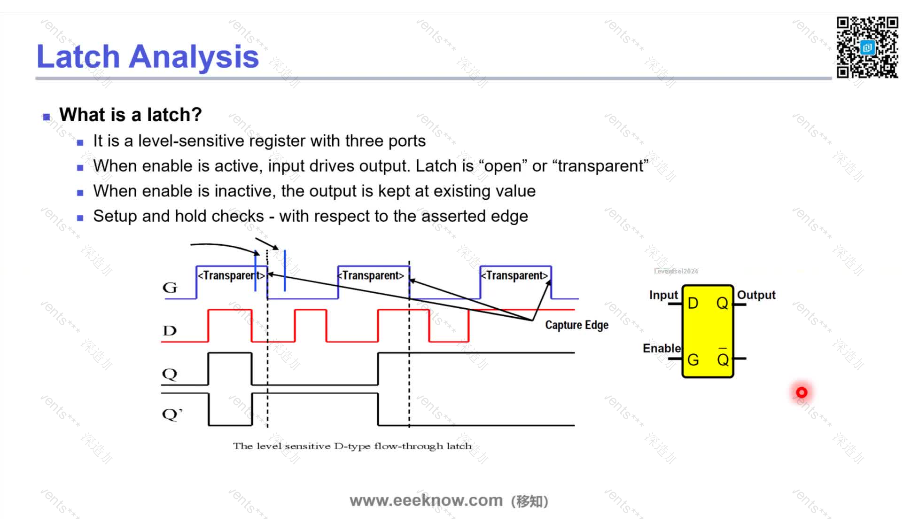 Latch Analysis
What is a latch?
It is a level-sensitive register with three ports
When enable is active, input drives output. Latch is “open” or “transparent”
When enable is inactive, the output is kept at existing value
Setup and hold checks - with respect to the asserted edge
<Transparent> <Transparent> <Transparent>
G
D
Capture Edge
Q
Q`
The level sensitive D-type flow-through latch
Input D Q Output
Enable G Q̅
www.eeeknow.com（移知）